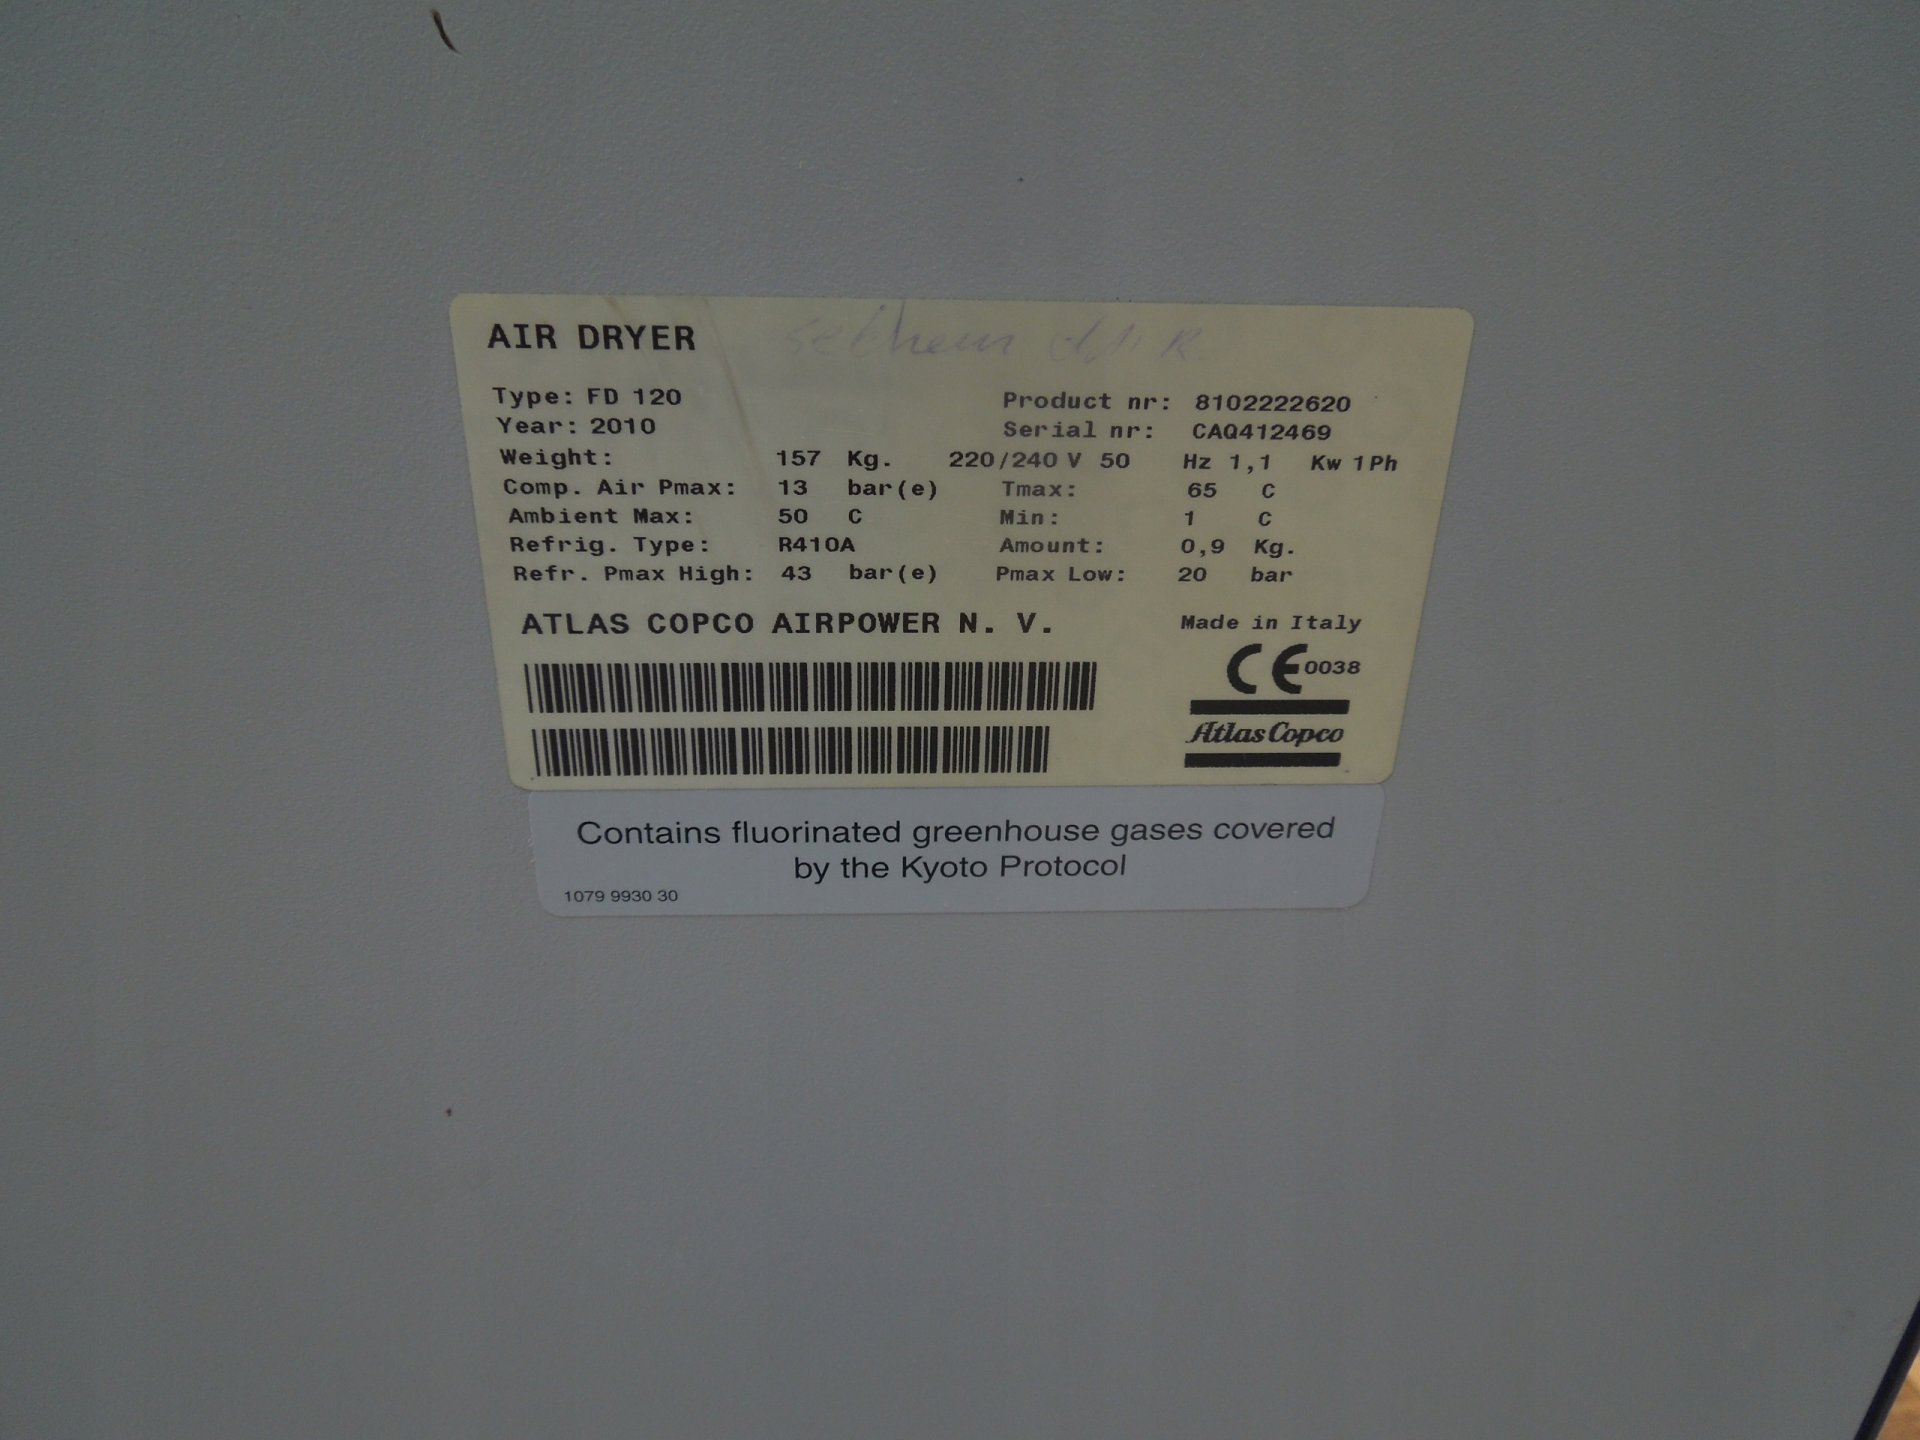 AIR DRYER
Type: FD 120 Product nr: 8102222620
Year: 2010 Serial nr: CAQ412469
Weight: 157 Kg. 220/240 V 50 Hz 1,1 Kw 1Ph
Comp. Air Pmax: 13 bar(e) Tmax: 65 C
Ambient Max: 50 C Min: 1 C
Refrig. Type: R410A Amount: 0,9 Kg.
Refr. Pmax High: 43 bar(e) Pmax Low: 20 bar
ATLAS COPCO AIRPOWER N. V. Made in Italy
CE 0038
Atlas Copco
Contains fluorinated greenhouse gases covered
by the Kyoto Protocol
1079 9930 30